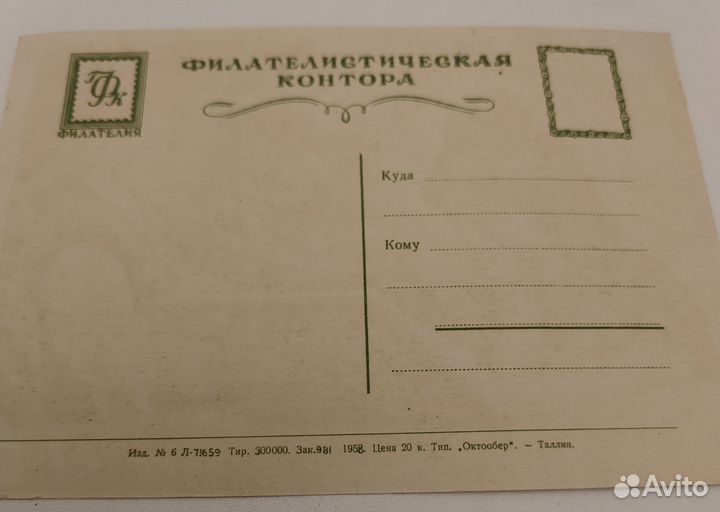 ФК
ФИЛАТЕЛИЯ
ФИЛАТЕЛИСТИЧЕСКАЯ
КОНТОРА
Куда
Кому
Изд. № 6 Л-71659 Тир. 300000. Зак. 981 1958. Цена 20 к. Тип. „Октообер“. – Таллин.
Avito